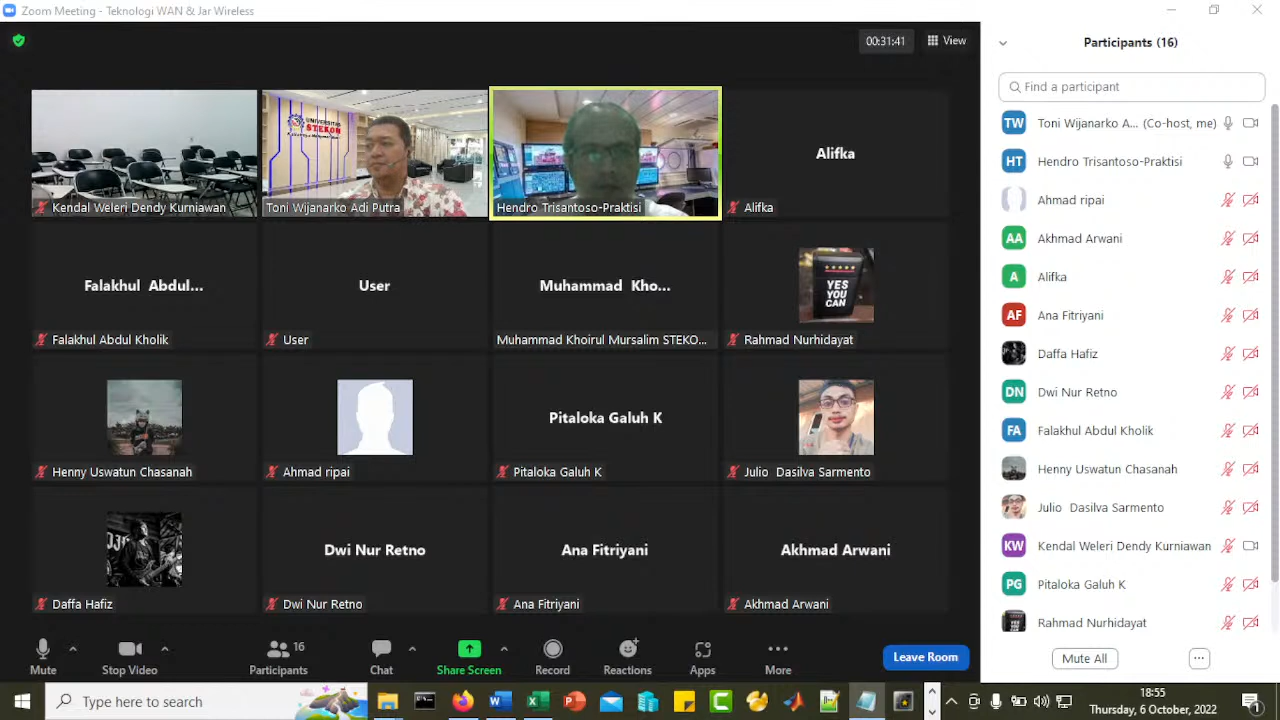 Zoom Meeting - Teknologi WAN & Jar Wireless
00:31:41
View
Participants (16)
Find a participant
UNIVERSITAS
STEKOM
Kendal Weleri Dendy Kurniawan
Toni Wijanarko Adi Putra
Hendro Trisantoso-Praktisi
Alifka
Alifka
Falakhul Abdul...
Falakhul Abdul Kholik
User
User
Muhammad Kho...
Muhammad Khoirul Mursalim STEKO...
YES
YOU
CAN
Rahmad Nurhidayat
Henny Uswatun Chasanah
Ahmad ripai
Pitaloka Galuh K
Pitaloka Galuh K
Julio Dasilva Sarmento
Daffa Hafiz
Dwi Nur Retno
Dwi Nur Retno
Ana Fitriyani
Ana Fitriyani
Akhmad Arwani
Akhmad Arwani
TW Toni Wijanarko A... (Co-host, me)
HT Hendro Trisantoso-Praktisi
Ahmad ripai
AA Akhmad Arwani
A Alifka
AF Ana Fitriyani
Daffa Hafiz
DN Dwi Nur Retno
FA Falakhul Abdul Kholik
Henny Uswatun Chasanah
Julio Dasilva Sarmento
KW Kendal Weleri Dendy Kurniawan
PG Pitaloka Galuh K
Rahmad Nurhidayat
Mute
Stop Video
16
Participants
Chat
Share Screen
Record
Reactions
Apps
More
Leave Room
Mute All
Type here to search
18:55
Thursday, 6 October, 2022
1